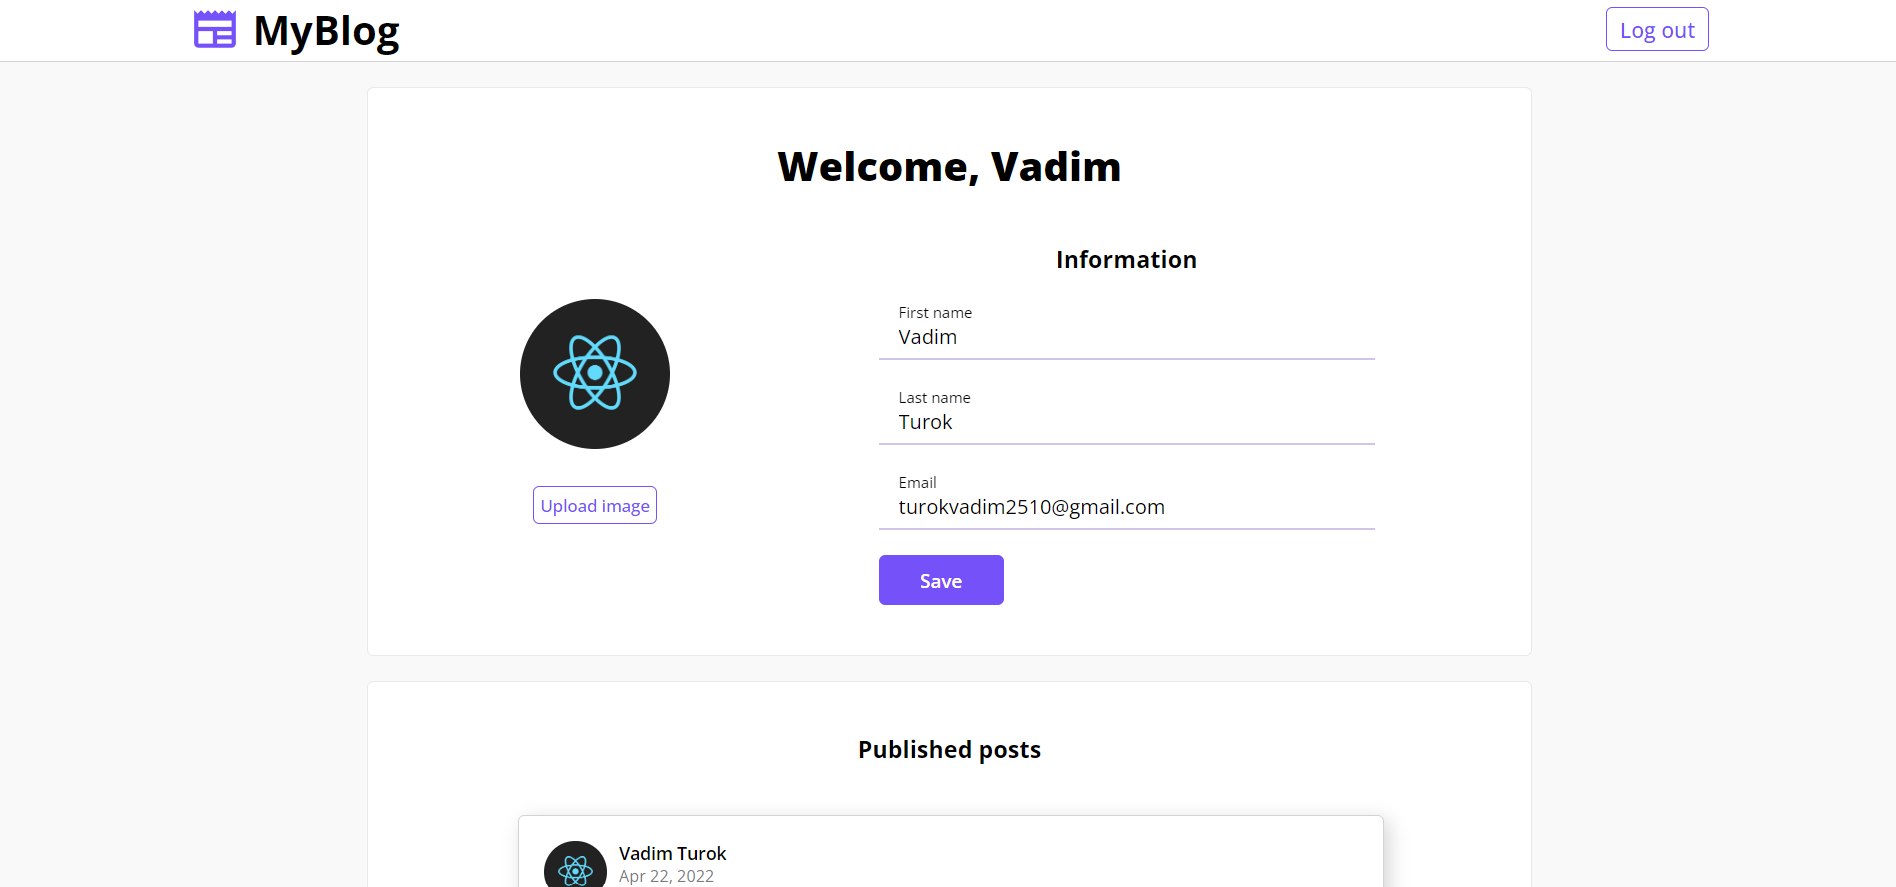 MyBlog
Log out
Welcome, Vadim
Information
First name
Vadim
Last name
Turok
Email
turokvadim2510@gmail.com
Upload image
Save
Published posts
Vadim Turok
Apr 22, 2022